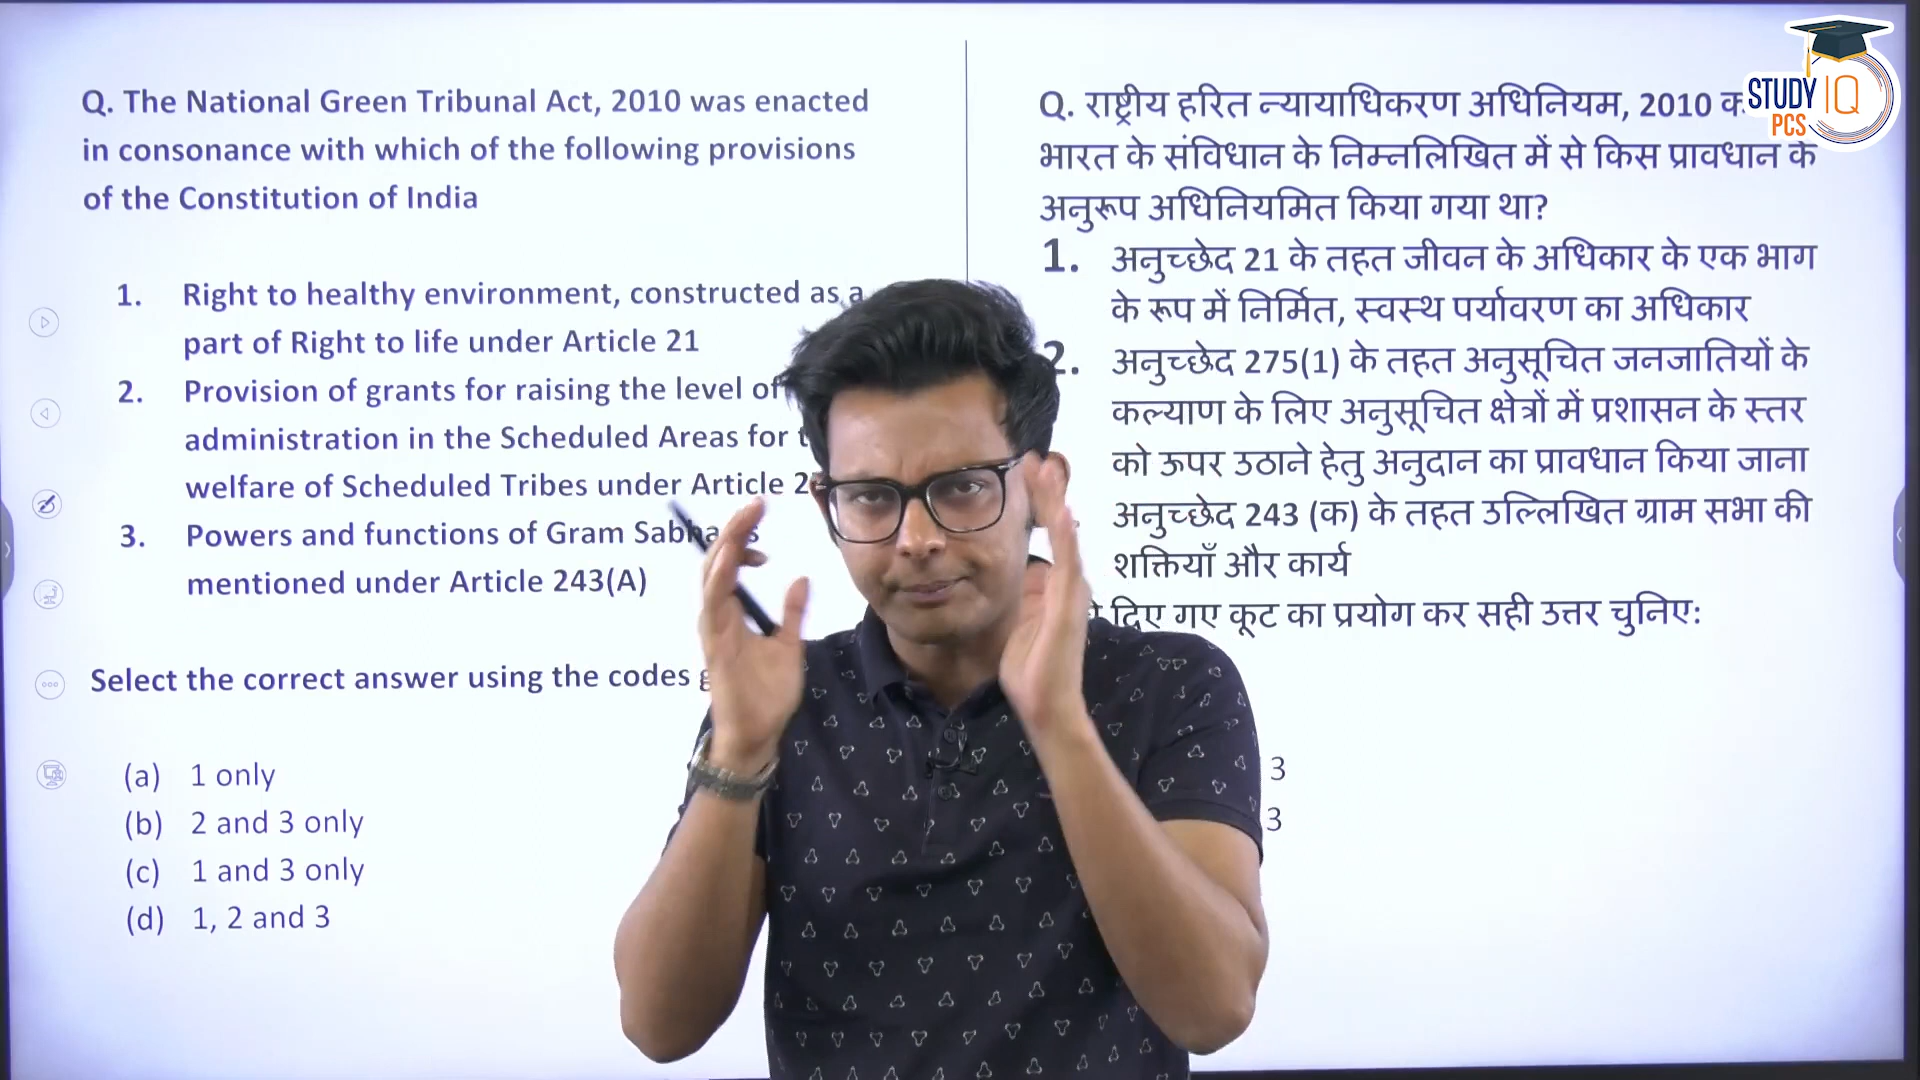 Q. The National Green Tribunal Act, 2010 was enacted
in consonance with which of the following provisions
of the Constitution of India
1. Right to healthy environment, constructed as a
part of Right to life under Article 21
2. Provision of grants for raising the level of
administration in the Scheduled Areas for
welfare of Scheduled Tribes under Article
3. Powers and functions of Gram
mentioned under Article 243(A)
Select the correct answer using the codes
(a) 1 only
(b) 2 and 3 only
(c) 1 and 3 only
(d) 1, 2 and 3
Q. राष्ट्रीय हरित न्यायाधिकरण अधिनियम, 2010
भारत के संविधान के निम्नलिखित में से किस प्रावधान के
अनुरूप अधिनियमित किया गया था?
1. अनुच्छेद 21 के तहत जीवन के अधिकार के एक भाग
के रूप में निर्मित, स्वस्थ पर्यावरण का अधिकार
2. अनुच्छेद 275(1) के तहत अनुसूचित जनजातियों के
कल्याण के लिए अनुसूचित क्षेत्रों में प्रशासन के स्तर
को ऊपर उठाने हेतु अनुदान का प्रावधान किया जाना
अनुच्छेद 243 (क) के तहत उल्लिखित ग्राम सभा की
शक्तियाँ और कार्य
दिए गए कूट का प्रयोग कर सही उत्तर चुनिए:
3
3
STUDY IQ
PCS